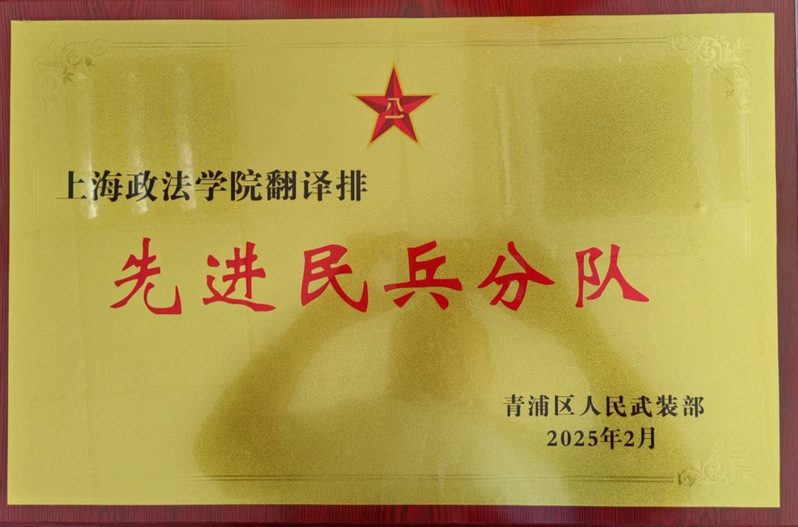 八一
上海政法学院翻译排
先进民兵分队
青浦区人民武装部
2025年2月